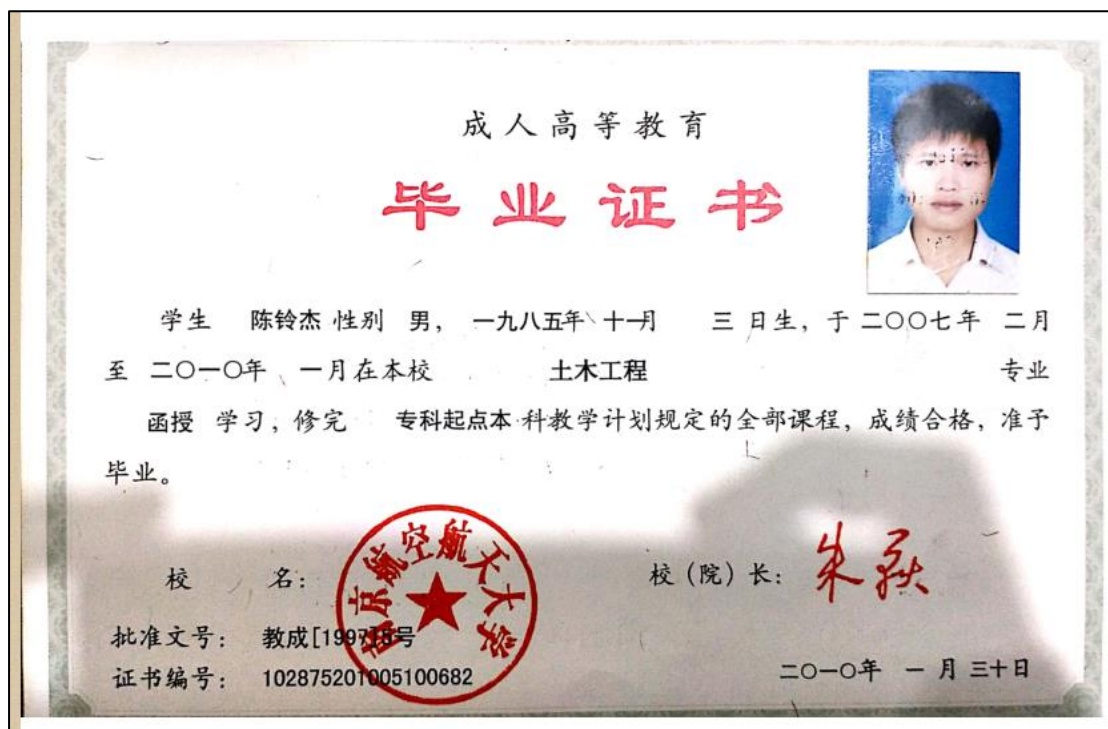 成人高等教育
毕业证书
学生 陈铃杰 性别 男， 一九八五年 十一月 三 日生，于 二〇〇七年 二月
至 二〇一〇年 一月在本校 土木工程 专业
函授 学习，修完 专科起点本 科教学计划规定的全部课程，成绩合格，准予
毕业。
南京航空航天大学
校 名： 校（院）长： 朱荻
批准文号： 教成[1997]8号
证书编号： 102875201005100682 二〇一〇年 一 月 三十日